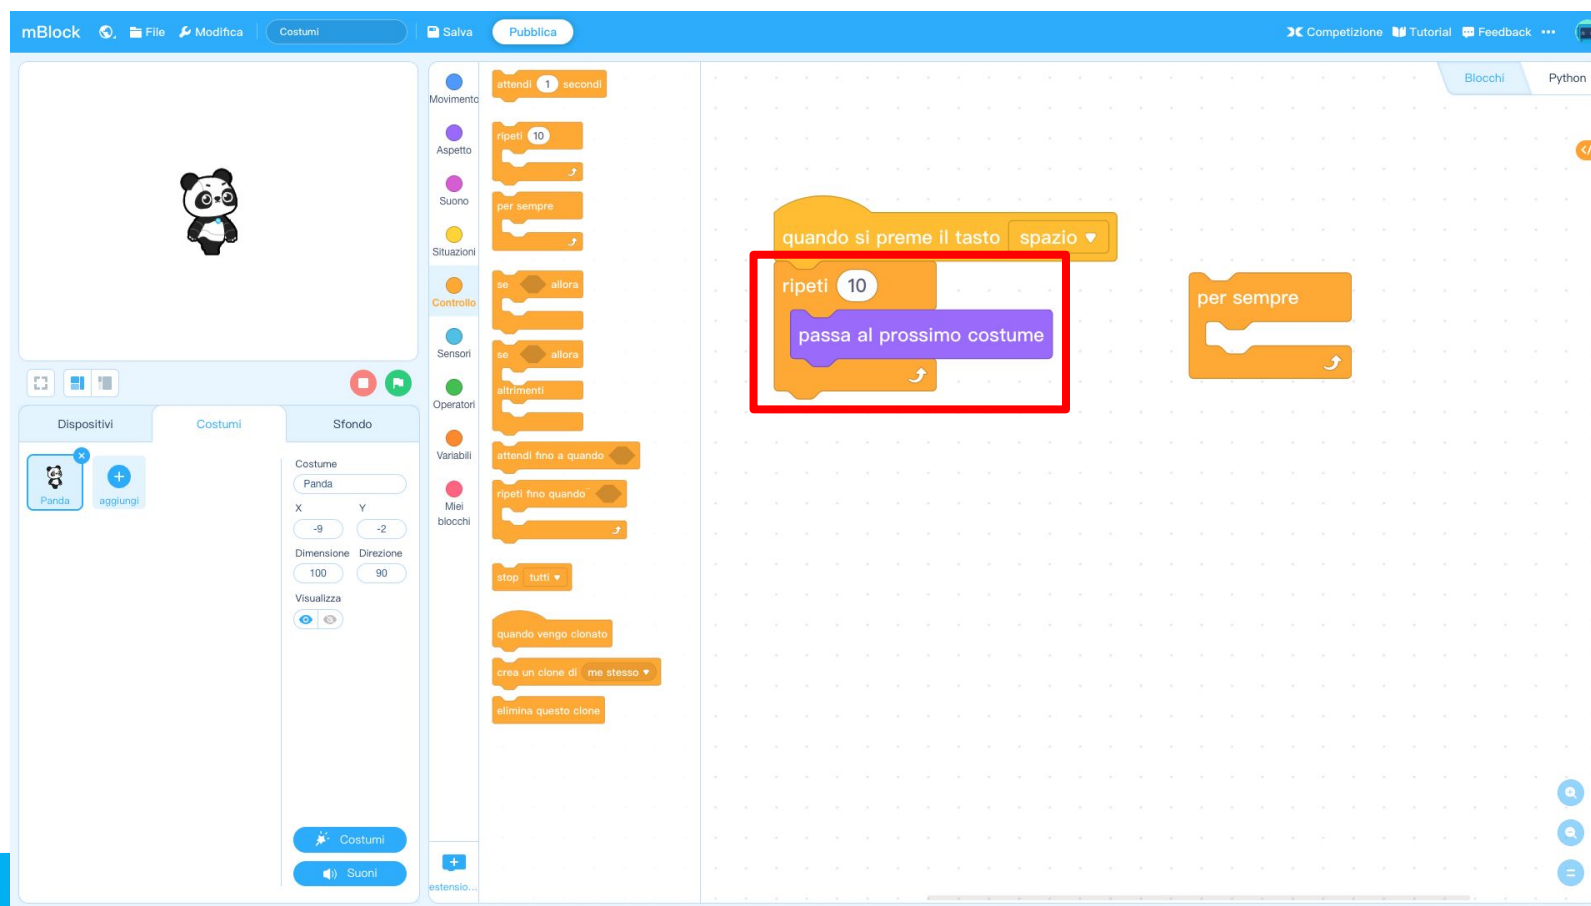 mBlock File Modifica Costumi Salva Pubblica Competizione Tutorial Feedback
Blocchi Python
Dispositivi Costumi Sfondo
Panda aggiungi
Costume
Panda
X Y
-9 -2
Dimensione Direzione
100 90
Visualizza
Costumi
Suoni
Movimento
Aspetto
Suono
Situazioni
Controllo
Sensori
Operatori
Variabili
Miei
blocchi
estensio...
attendi 1 secondi
ripeti 10
per sempre
se allora
se allora
altrimenti
attendi fino a quando
ripeti fino quando
stop tutti
quando vengo clonato
crea un clone di me stesso
elimina questo clone
quando si preme il tasto spazio
ripeti 10
passa al prossimo costume
per sempre